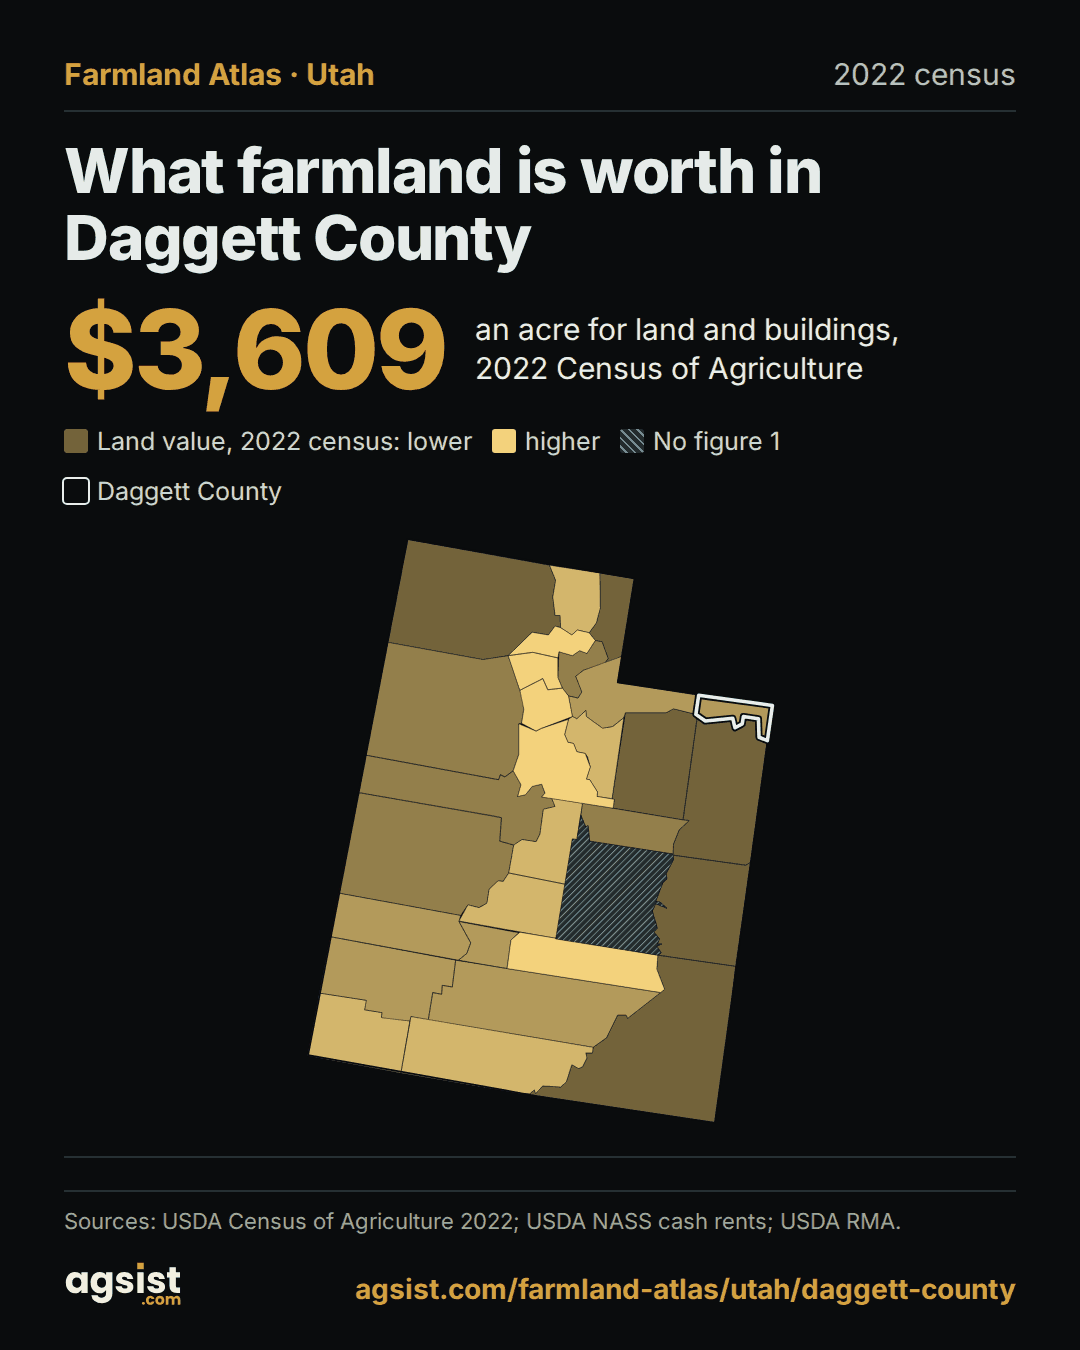 Farmland Atlas · Utah
2022 census
What farmland is worth in
Daggett County
$3,609
an acre for land and buildings,
2022 Census of Agriculture
Land value, 2022 census: lower
higher
No figure 1
Daggett County
Sources: USDA Census of Agriculture 2022; USDA NASS cash rents; USDA RMA.
agsist
.com
agsist.com/farmland-atlas/utah/daggett-county